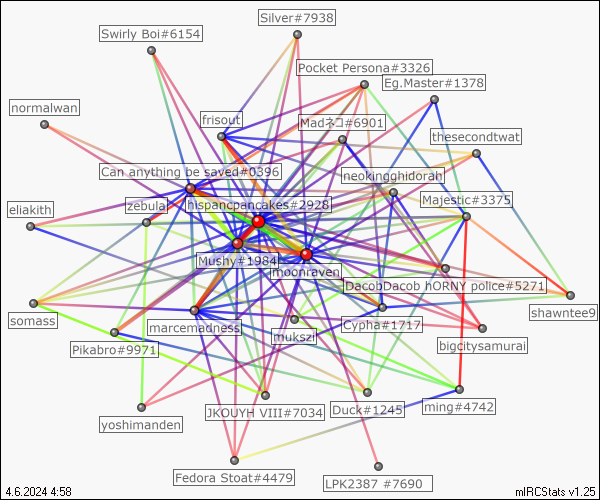 Silver#7938
Swirly Boi#6154
Pocket Persona#3326
Eg.Master#1378
normalwan
frisout
Madネコ#6901
thesecondtwat
Can anything be saved#0396
neokingghidorah
Majestic#3375
eliakith
zebula
hispancpancakes#2928
Mushy#1984
moonraven
DacobDacob hORNY police#5271
somass
marcemadness
mukszi
Cypha#1717
shawntee9
Pikabro#9971
bigcitysamurai
yoshimanden
JKOUYH VIII#7034
Duck#1245
ming#4742
Fedora Stoat#4479
LPK2387 #7690
4.6.2024 4:58
mIRCStats v1.25